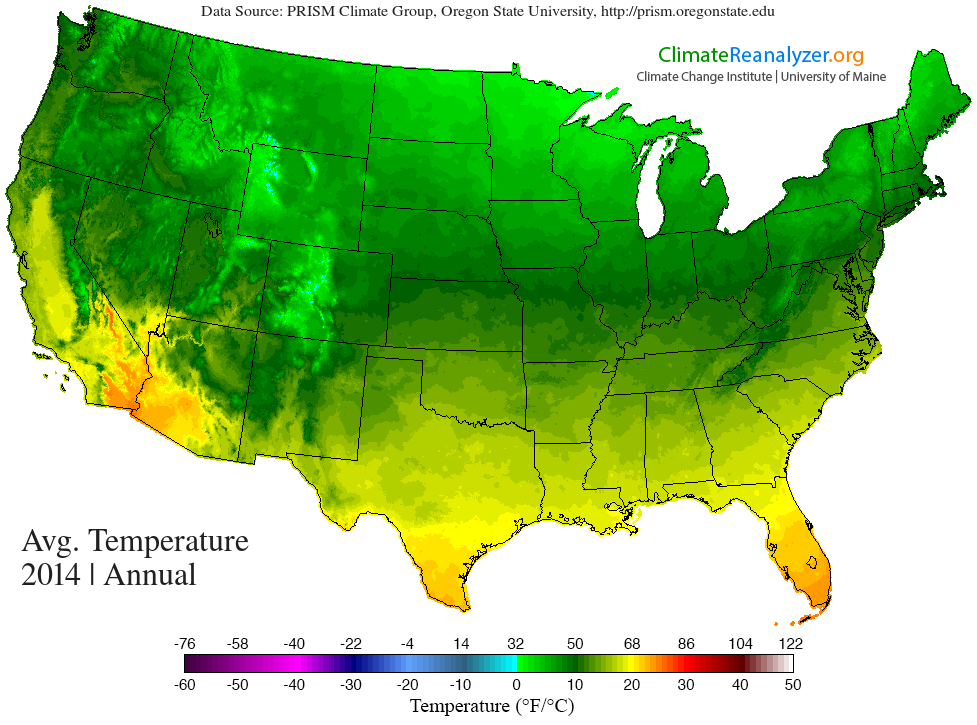 Data Source: PRISM Climate Group, Oregon State University, http://prism.oregonstate.edu
ClimateReanalyzer.org
Climate Change Institute | University of Maine
Avg. Temperature
2014 | Annual
-76 -58 -40 -22 -4 14 32 50 68 86 104 122
-60 -50 -40 -30 -20 -10 0 10 20 30 40 50
Temperature (°F/°C)